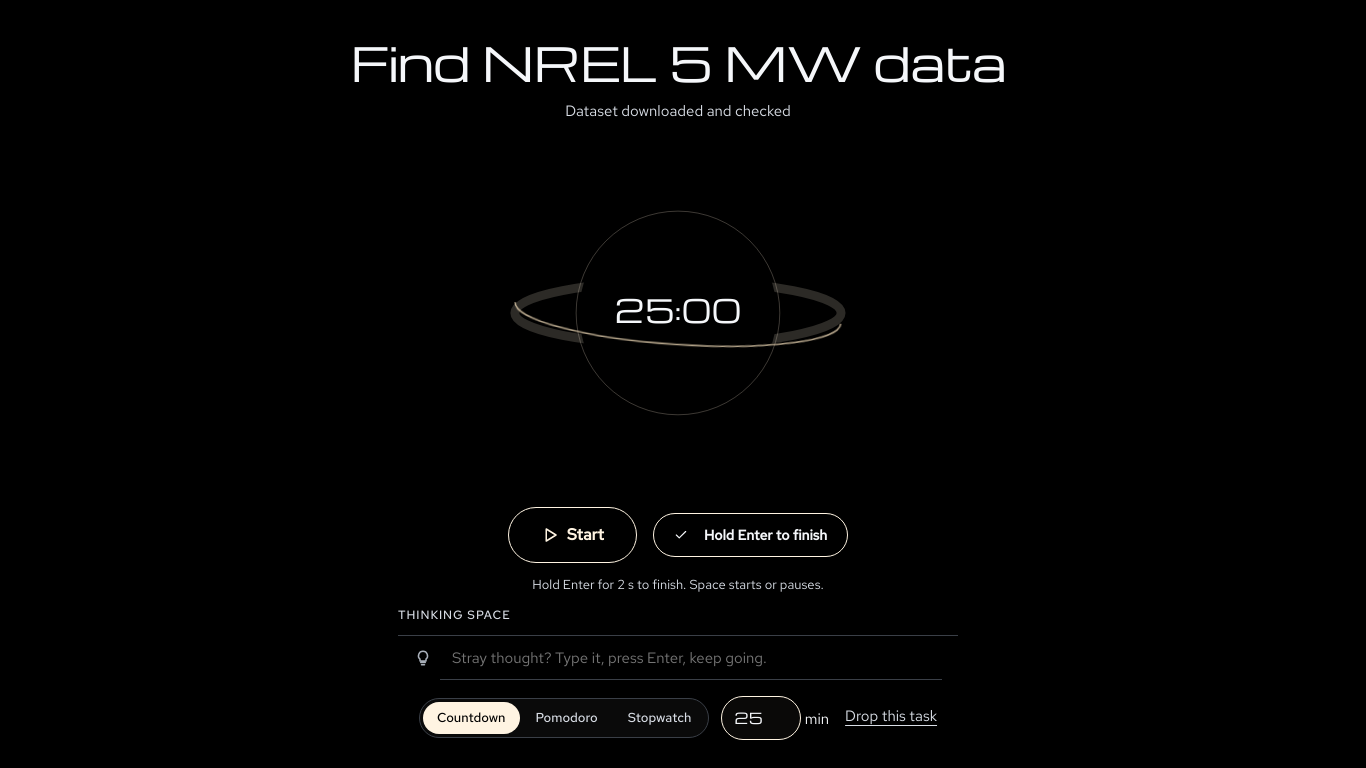 Find NREL 5 MW data
Dataset downloaded and checked
25:00
Start
Hold Enter to finish
Hold Enter for 2 s to finish. Space starts or pauses.
THINKING SPACE
Stray thought? Type it, press Enter, keep going.
Countdown Pomodoro Stopwatch 25 min Drop this task